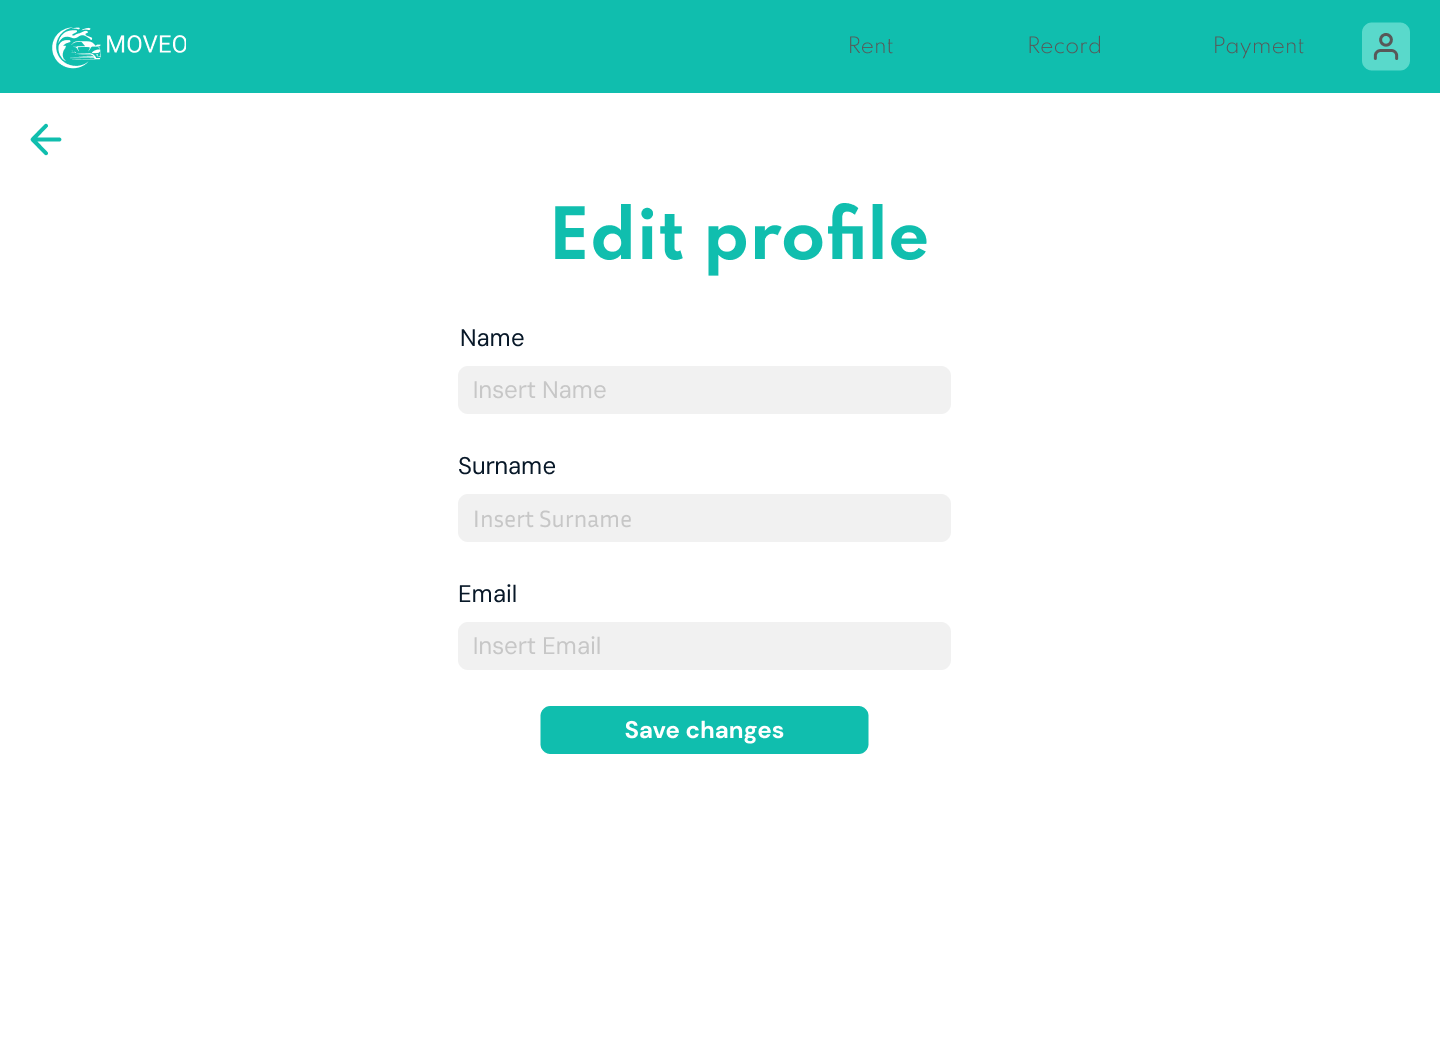 MOVEO
Rent
Record
Payment
Edit profile
Name
Insert Name
Surname
Insert Surname
Email
Insert Email
Save changes